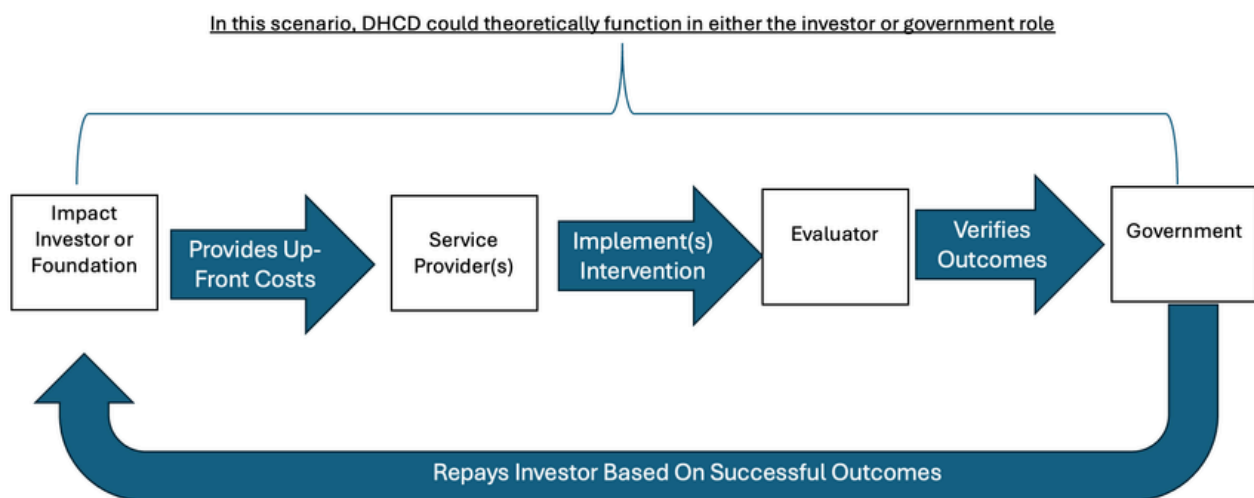 In this scenario, DHCD could theoretically function in either the investor or government role
Impact
Investor or
Foundation
Provides Up-
Front Costs
Service
Provider(s)
Implement(s)
Intervention
Evaluator
Verifies
Outcomes
Government
Repays Investor Based On Successful Outcomes